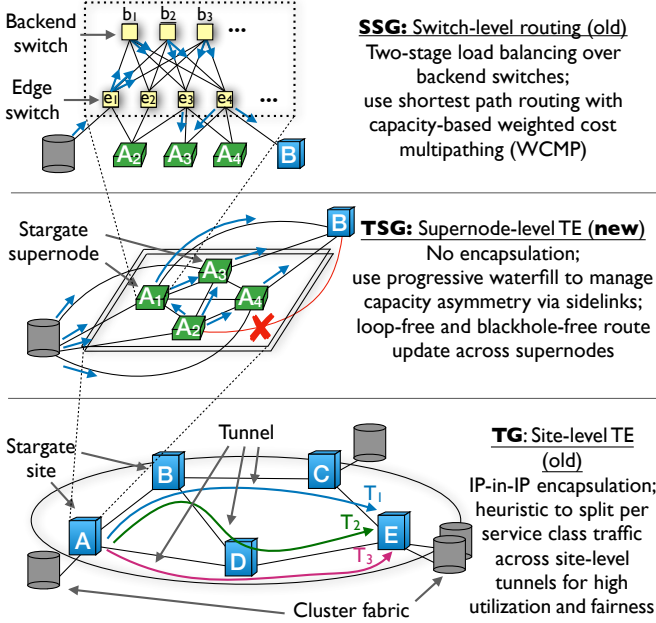 Backend
switch
b1 b2 b3 ...
Edge
switch
e1 e2 e3 e4 ...
A2 A3 A4 B
SSG: Switch-level routing (old)
Two-stage load balancing over
backend switches;
use shortest path routing with
capacity-based weighted cost
multipathing (WCMP)
Stargate
supernode
B
A3
A1 A4
A2
TSG: Supernode-level TE (new)
No encapsulation;
use progressive waterfill to manage
capacity asymmetry via sidelinks;
loop-free and blackhole-free route
update across supernodes
Stargate
site
Tunnel
B C
T1
A T2 E
D
T3
Cluster fabric
TG: Site-level TE
(old)
IP-in-IP encapsulation;
heuristic to split per
service class traffic
across site-level
tunnels for high
utilization and fairness